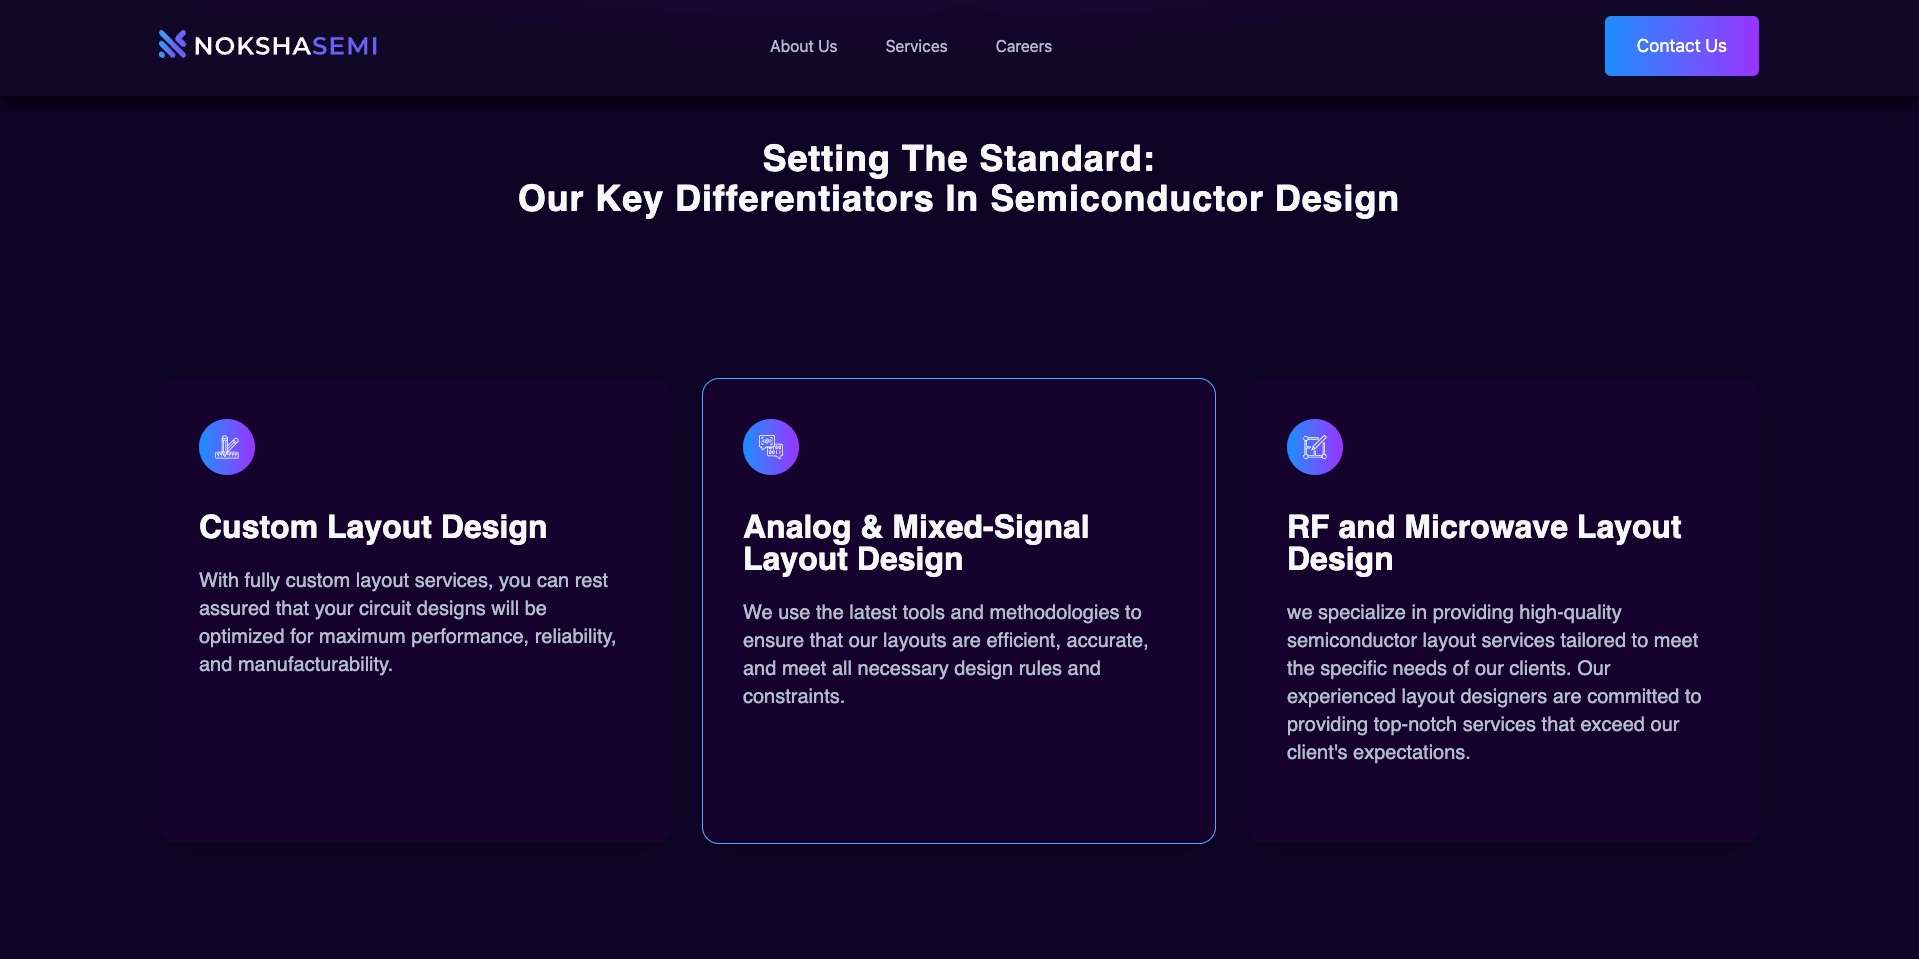 NOKSHASEMI
About Us
Services
Careers
Contact Us
Setting The Standard:
Our Key Differentiators In Semiconductor Design
Custom Layout Design
With fully custom layout services, you can rest
assured that your circuit designs will be
optimized for maximum performance, reliability,
and manufacturability.
Analog & Mixed-Signal
Layout Design
We use the latest tools and methodologies to
ensure that our layouts are efficient, accurate,
and meet all necessary design rules and
constraints.
RF and Microwave Layout
Design
we specialize in providing high-quality
semiconductor layout services tailored to meet
the specific needs of our clients. Our
experienced layout designers are committed to
providing top-notch services that exceed our
client's expectations.